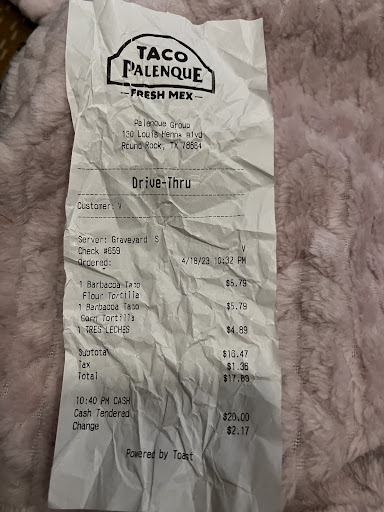 TACO
PALENQUE
FRESH MEX
Palenque Group
130 Louis Henna Blvd
Round Rock, TX 78664
Drive-Thru
Customer: V
Server: Graveyard S
Check #659 V
Ordered: 4/18/23 10:32 PM
1 Barbacoa Taco $5.79
Flour Tortilla
1 Barbacoa Taco $5.79
Corn Tortilla
1 TRES LECHES $4.89
Subtotal $16.47
Tax $1.36
Total $17.83
10:40 PM CASH
Cash Tendered $20.00
Change $2.17
Powered by Toast